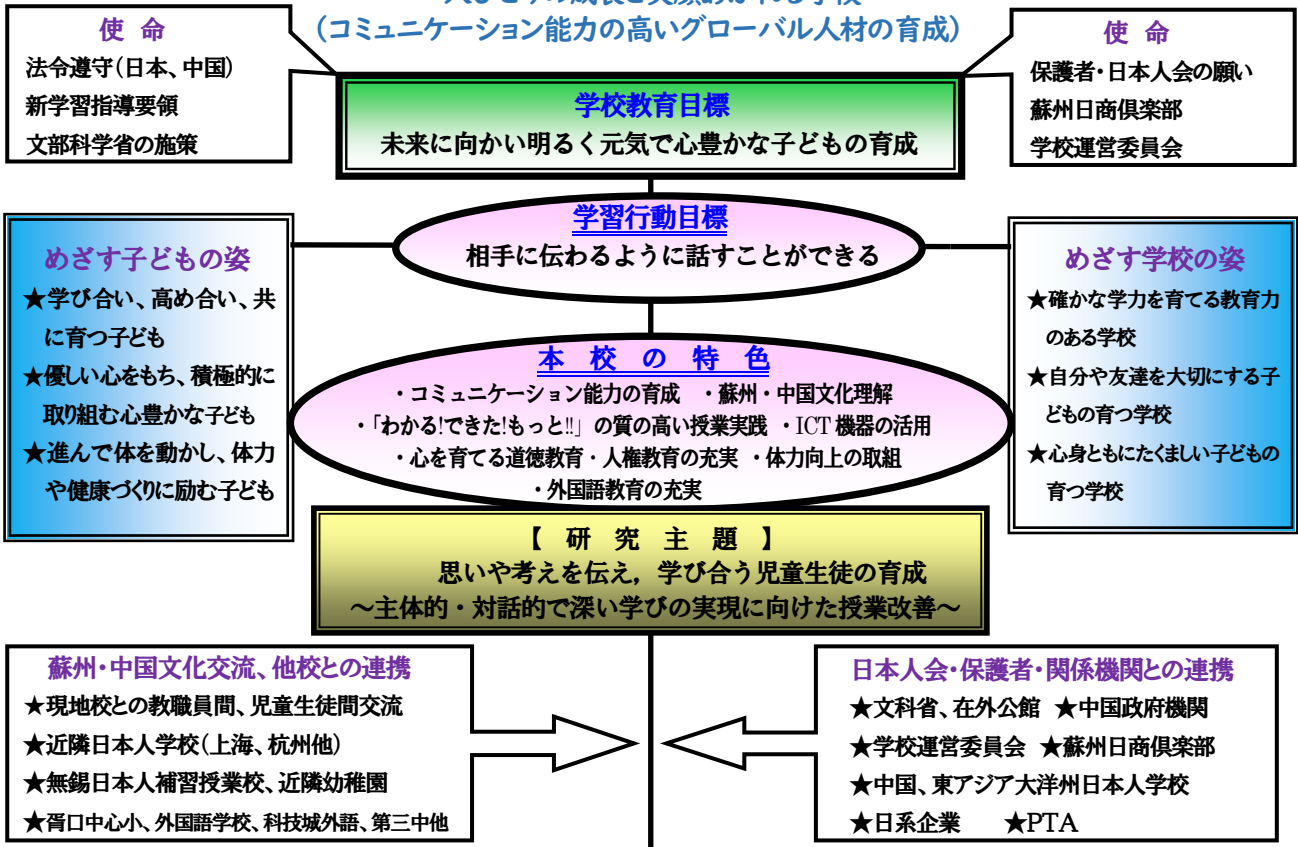 (コミュニケーション能力の高いグローバル人材の育成)
使 命
法令遵守(日本、中国)
新学習指導要領
文部科学省の施策
使 命
保護者・日本人会の願い
蘇州日商倶楽部
学校運営委員会
学校教育目標
未来に向かい明るく元気で心豊かな子どもの育成
学習行動目標
相手に伝わるように話すことができる
めざす子どもの姿
★学び合い、高め合い、共
に育つ子ども
★優しい心をもち、積極的に
取り組む心豊かな子ども
★進んで体を動かし、体力
や健康づくりに励む子ども
めざす学校の姿
★確かな学力を育てる教育力
のある学校
★自分や友達を大切にする子
どもの育つ学校
★心身ともにたくましい子どもの
育つ学校
本 校 の 特 色
・コミュニケーション能力の育成 ・蘇州・中国文化理解
・「わかる!できた!もっと!!」の質の高い授業実践 ・ICT 機器の活用
・心を育てる道徳教育・人権教育の充実 ・体力向上の取組
・外国語教育の充実
【 研 究 主 題 】
思いや考えを伝え，学び合う児童生徒の育成
～主体的・対話的で深い学びの実現に向けた授業改善～
蘇州・中国文化交流、他校との連携
★現地校との教職員間、児童生徒間交流
★近隣日本人学校(上海、杭州他)
★無錫日本人補習授業校、近隣幼稚園
★胥口中心小、外国語学校、科技城外語、第三中他
日本人会・保護者・関係機関との連携
★文科省、在外公館 ★中国政府機関
★学校運営委員会 ★蘇州日商倶楽部
★中国、東アジア大洋州日本人学校
★日系企業 ★PTA